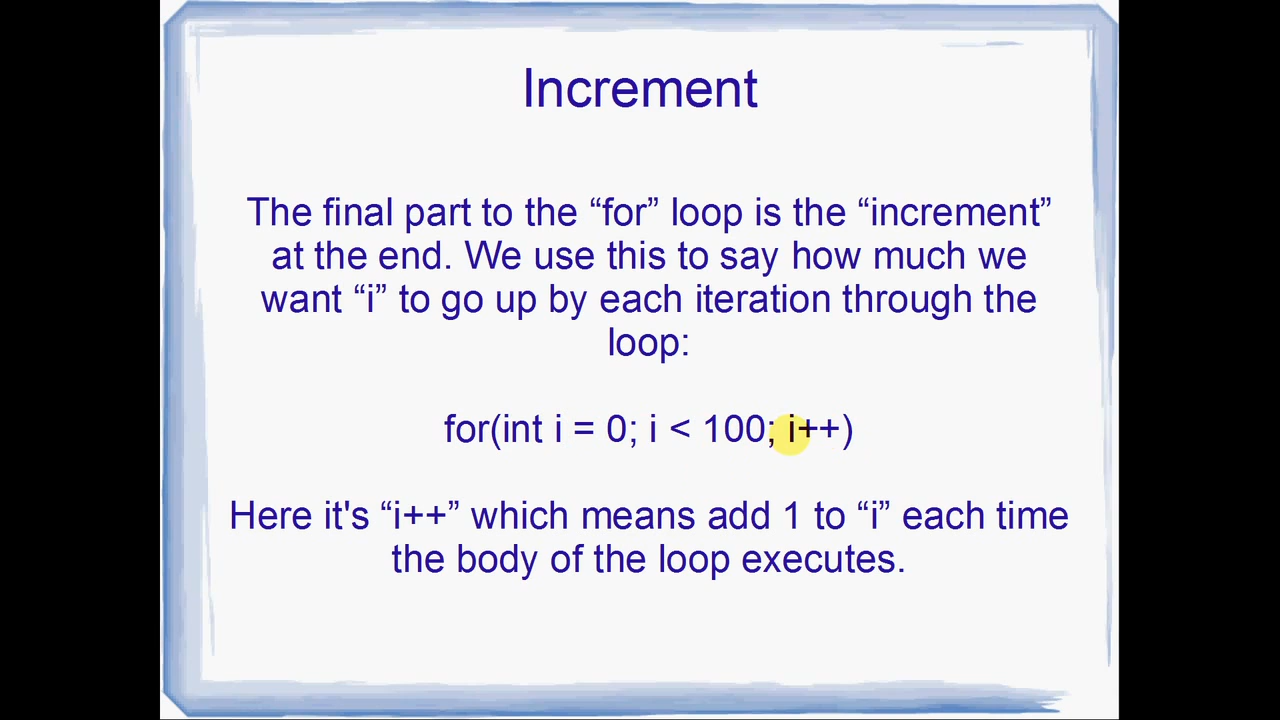 Increment
The final part to the “for” loop is the “increment”
at the end. We use this to say how much we
want “i” to go up by each iteration through the
loop:
for(int i = 0; i < 100; i++)
Here it's “i++” which means add 1 to “i” each time
the body of the loop executes.